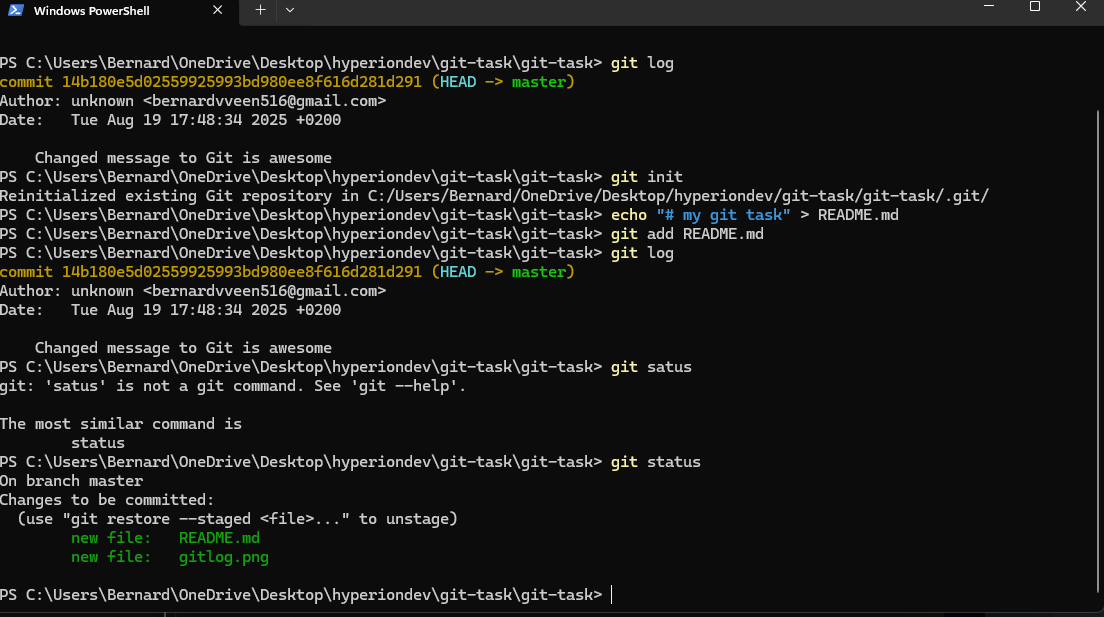 Windows PowerShell
PS C:\Users\Bernard\OneDrive\Desktop\hyperiondev\git-task\git-task> git log
commit 14b180e5d02559925993bd980ee8f616d281d291 (HEAD -> master)
Author: unknown <bernardvveen516@gmail.com>
Date:   Tue Aug 19 17:48:34 2025 +0200
    Changed message to Git is awesome
PS C:\Users\Bernard\OneDrive\Desktop\hyperiondev\git-task\git-task> git init
Reinitialized existing Git repository in C:/Users/Bernard/OneDrive/Desktop/hyperiondev/git-task/git-task/.git/
PS C:\Users\Bernard\OneDrive\Desktop\hyperiondev\git-task\git-task> echo "# my git task" > README.md
PS C:\Users\Bernard\OneDrive\Desktop\hyperiondev\git-task\git-task> git add README.md
PS C:\Users\Bernard\OneDrive\Desktop\hyperiondev\git-task\git-task> git log
commit 14b180e5d02559925993bd980ee8f616d281d291 (HEAD -> master)
Author: unknown <bernardvveen516@gmail.com>
Date:   Tue Aug 19 17:48:34 2025 +0200
    Changed message to Git is awesome
PS C:\Users\Bernard\OneDrive\Desktop\hyperiondev\git-task\git-task> git satus
git: 'satus' is not a git command. See 'git --help'.
The most similar command is
        status
PS C:\Users\Bernard\OneDrive\Desktop\hyperiondev\git-task\git-task> git status
On branch master
Changes to be committed:
  (use "git restore --staged <file>..." to unstage)
        new file:   README.md
        new file:   gitlog.png
PS C:\Users\Bernard\OneDrive\Desktop\hyperiondev\git-task\git-task>